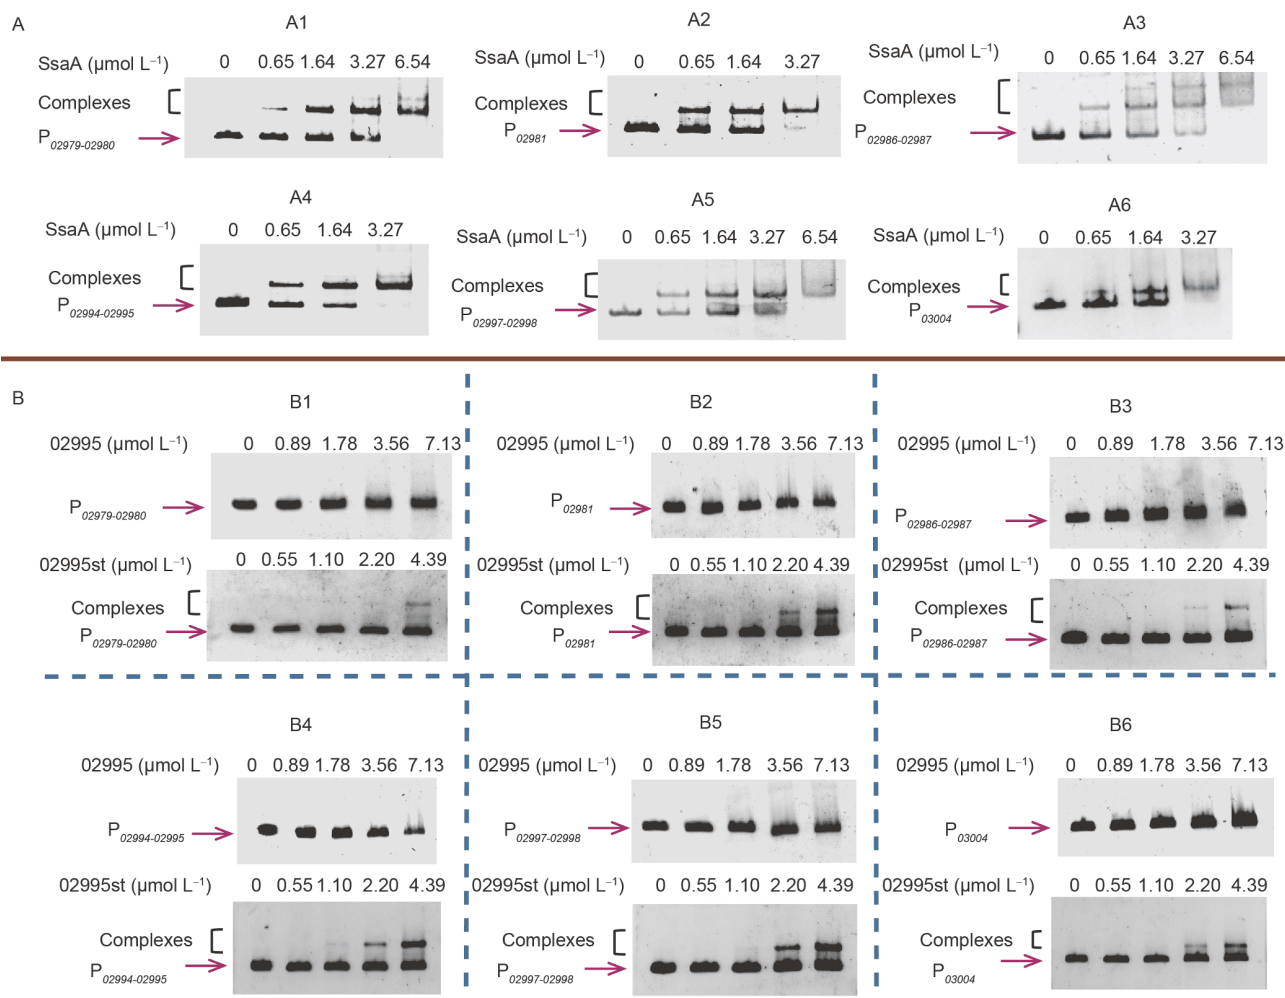 A
A1
SsaA (μmol L⁻¹) 0 0.65 1.64 3.27 6.54
Complexes
P02979-02980
A2
SsaA (μmol L⁻¹) 0 0.65 1.64 3.27
Complexes
P02981
A3
SsaA (μmol L⁻¹) 0 0.65 1.64 3.27 6.54
Complexes
P02986-02987
A4
SsaA (μmol L⁻¹) 0 0.65 1.64 3.27
Complexes
P02994-02995
A5
SsaA (μmol L⁻¹) 0 0.65 1.64 3.27 6.54
Complexes
P02997-02998
A6
SsaA (μmol L⁻¹) 0 0.65 1.64 3.27
Complexes
P03004
B
B1
02995 (μmol L⁻¹) 0 0.89 1.78 3.56 7.13
P02979-02980
02995st (μmol L⁻¹) 0 0.55 1.10 2.20 4.39
Complexes
P02979-02980
B2
02995 (μmol L⁻¹) 0 0.89 1.78 3.56 7.13
P02981
02995st (μmol L⁻¹) 0 0.55 1.10 2.20 4.39
Complexes
P02981
B3
02995 (μmol L⁻¹) 0 0.89 1.78 3.56 7.13
P02986-02987
02995st (μmol L⁻¹) 0 0.55 1.10 2.20 4.39
Complexes
P02986-02987
B4
02995 (μmol L⁻¹) 0 0.89 1.78 3.56 7.13
P02994-02995
02995st (μmol L⁻¹) 0 0.55 1.10 2.20 4.39
Complexes
P02994-02995
B5
02995 (μmol L⁻¹) 0 0.89 1.78 3.56 7.13
P02997-02998
02995st (μmol L⁻¹) 0 0.55 1.10 2.20 4.39
Complexes
P02997-02998
B6
02995 (μmol L⁻¹) 0 0.89 1.78 3.56 7.13
P03004
02995st (μmol L⁻¹) 0 0.55 1.10 2.20 4.39
Complexes
P03004